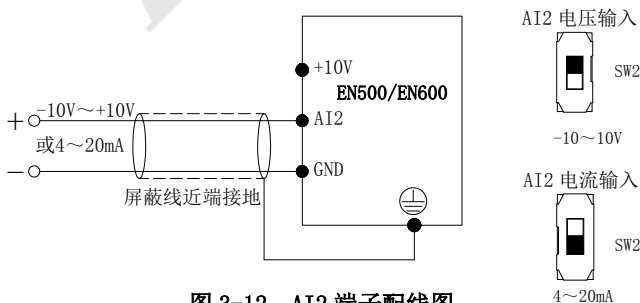 AI2 电压输入
+10V
SW2
EN500/EN600
-10V～+10V
+
AI2
或4～20mA
-10～10V
－
GND
AI2 电流输入
屏蔽线近端接地
SW2
4～20mA
图 3-12 AI2 端子配线图